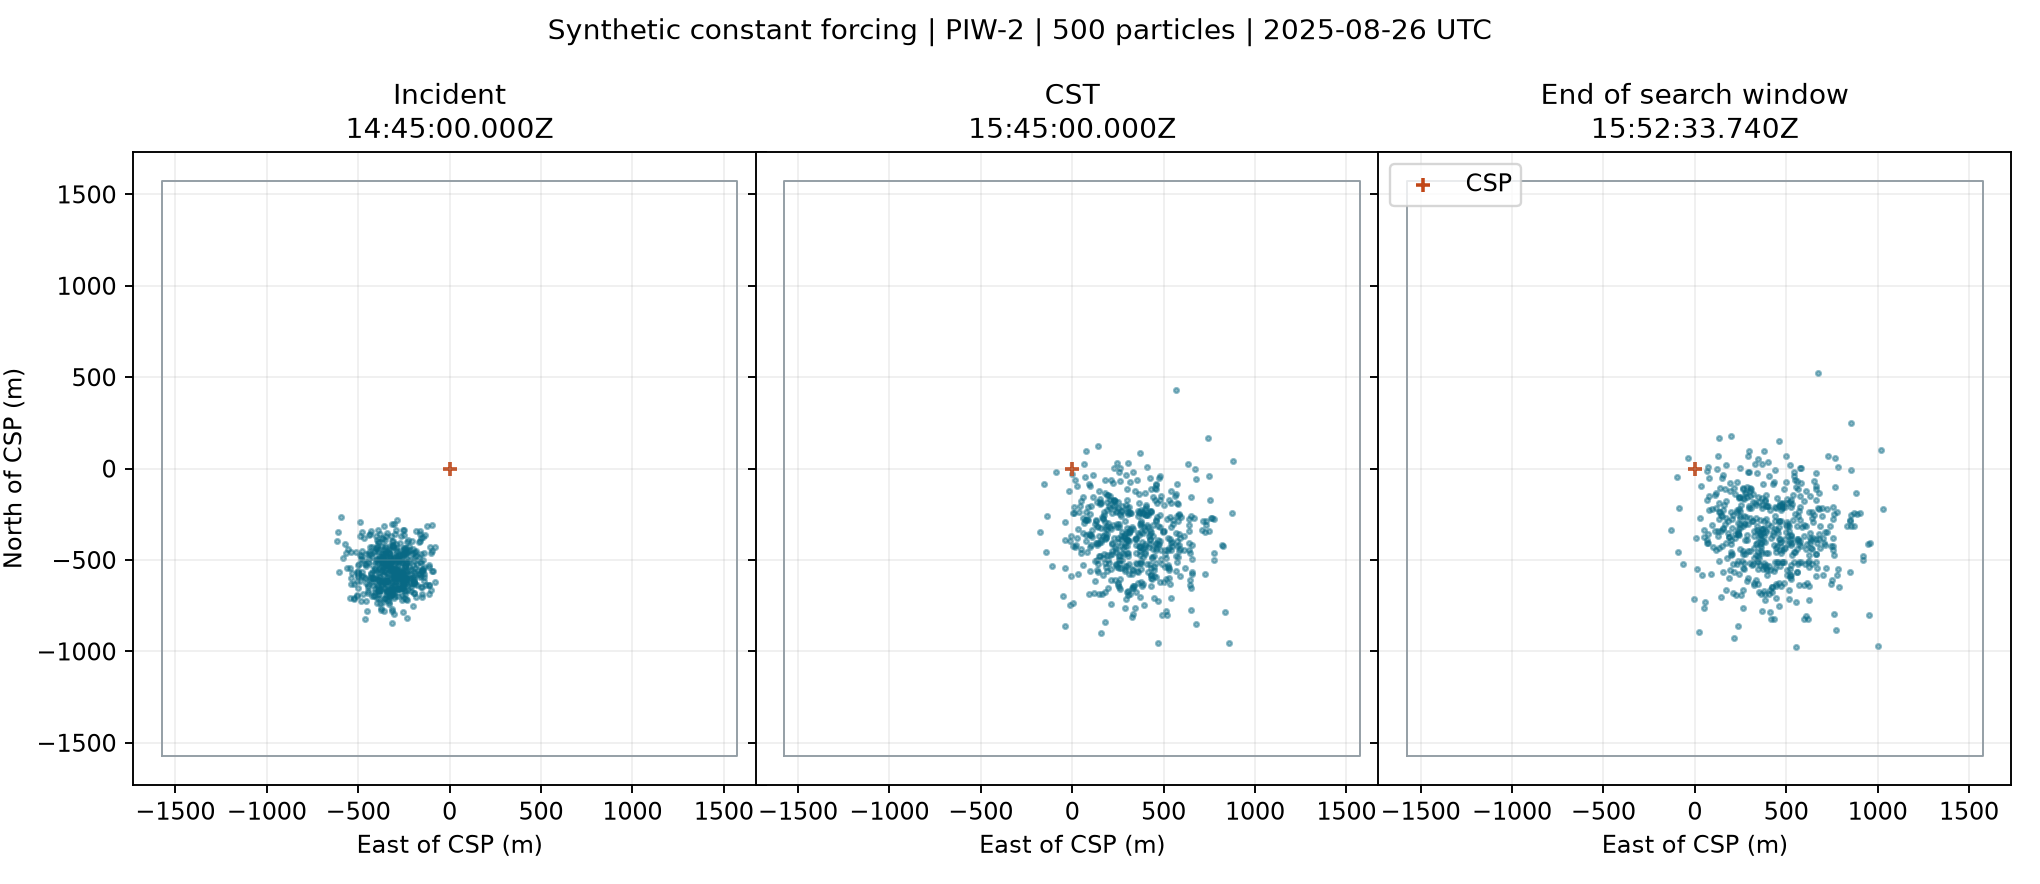 Synthetic constant forcing | PIW-2 | 500 particles | 2025-08-26 UTC
Incident
14:45:00.000Z
CST
15:45:00.000Z
End of search window
15:52:33.740Z
CSP
North of CSP (m)
1500
1000
500
0
−500
−1000
−1500
−1500 −1000 −500 0 500 1000 1500
−1500 −1000 −500 0 500 1000 1500
−1500 −1000 −500 0 500 1000 1500
East of CSP (m)
East of CSP (m)
East of CSP (m)